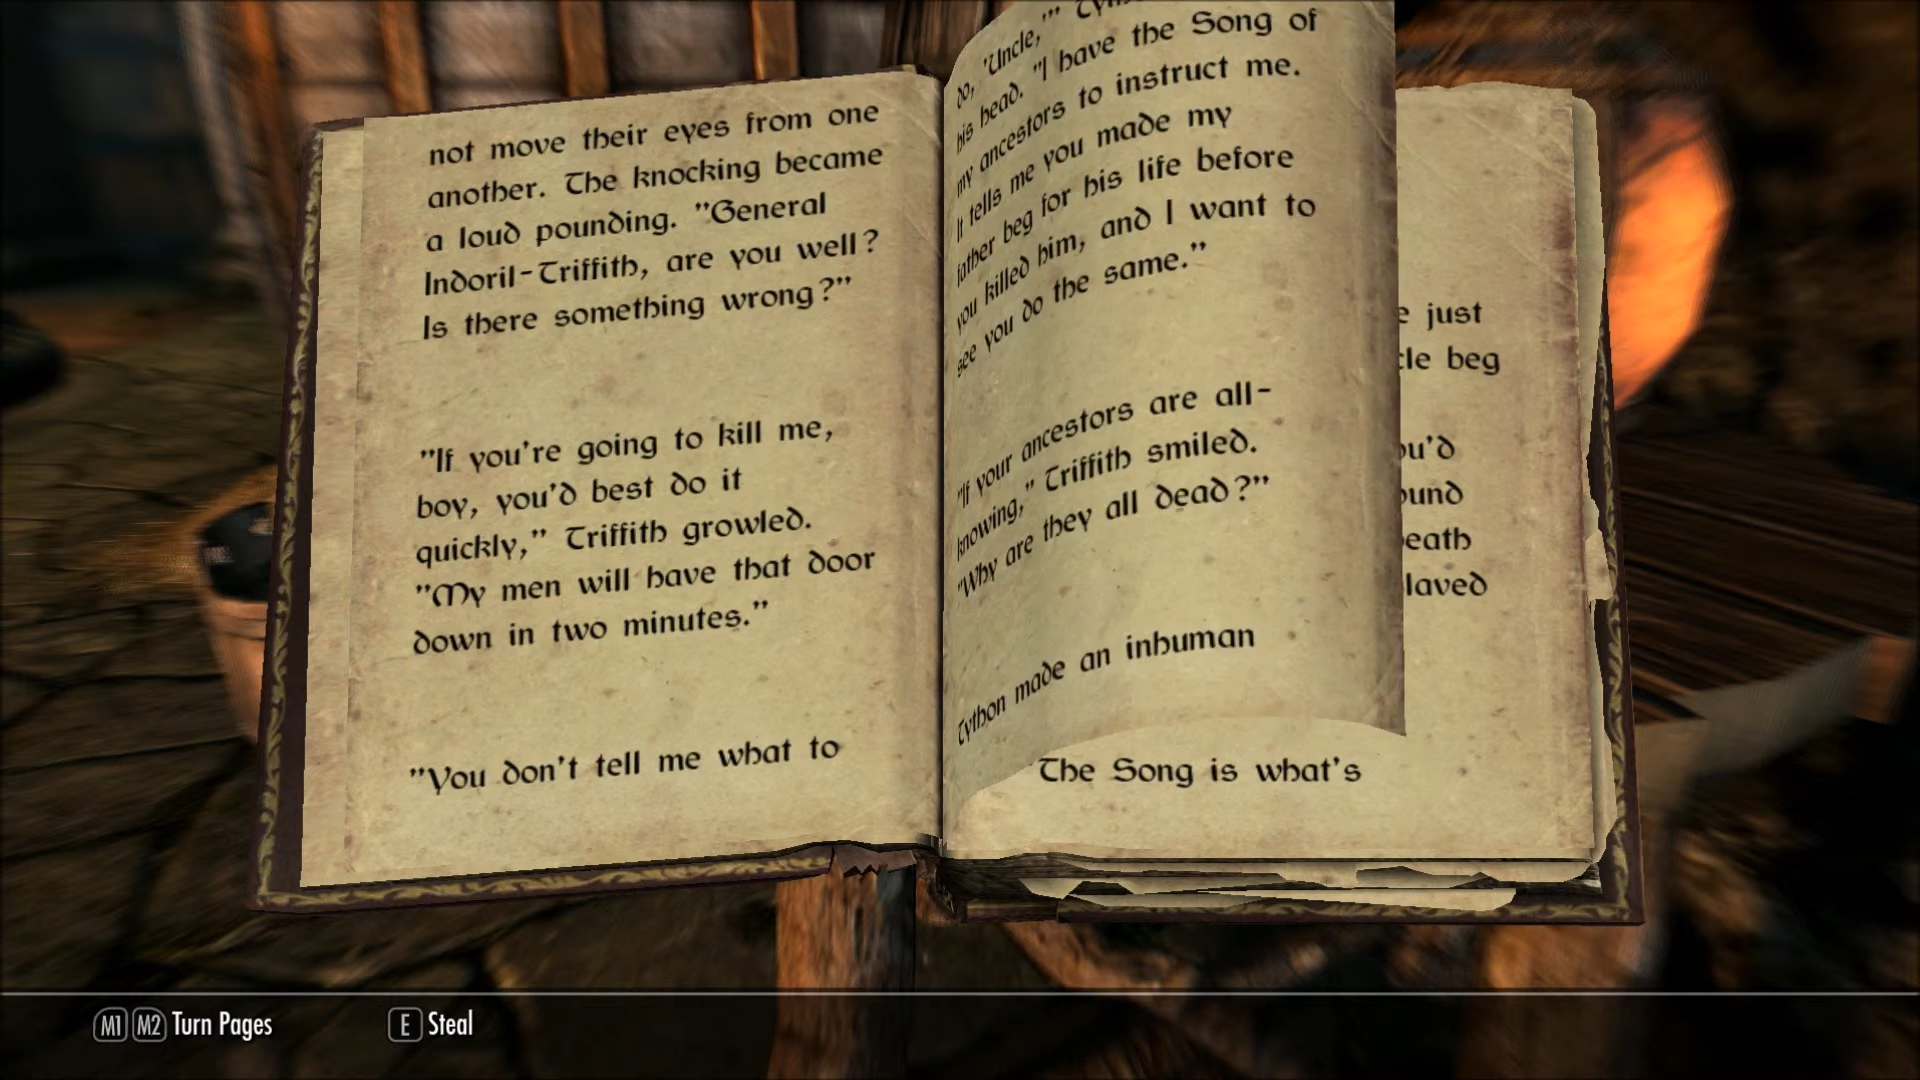 not move their eyes from one
another. The knocking became
a loud pounding. "General
Indoril-Triffith, are you well?
Is there something wrong?"
"If you're going to kill me,
boy, you'd best do it
quickly," Triffith growled.
"My men will have that door
down in two minutes."
"You don't tell me what to
do, 'Uncle,'"
his head. "I have the Song of
my ancestors to instruct me.
It tells me you made my
father beg for his life before
you killed him, and I want to
see you do the same."
"If your ancestors are all-
knowing," Triffith smiled.
"Why are they all dead?"
Tython made an inhuman
just
beg
The Song is what's
M1 M2 Turn Pages
E Steal